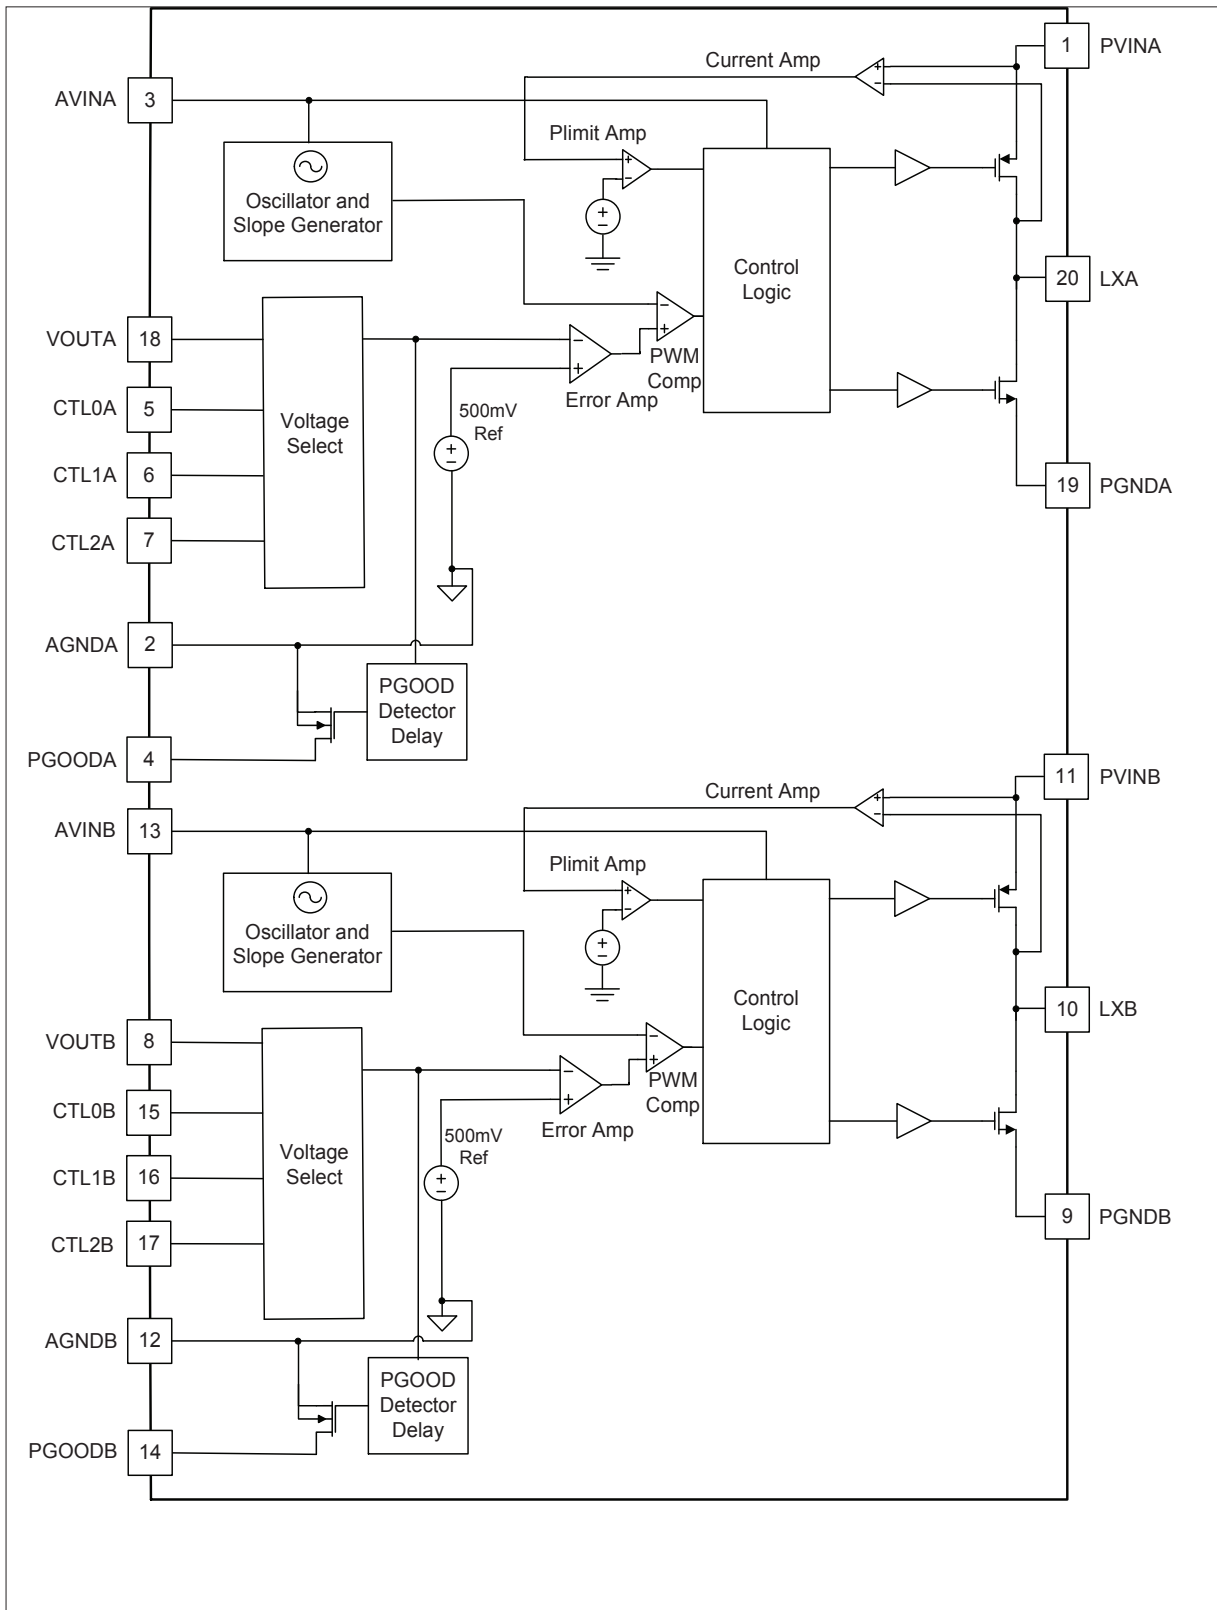 1 PVINA
Current Amp
+
−
AVINA 3
Plimit Amp
+
−
Oscillator and
Slope Generator
+
−
Control
Logic
20 LXA
−
+
PWM
Comp
VOUTA 18
−
+
Error Amp
CTL0A 5
500mV
Ref
Voltage
Select
+
−
CTL1A 6
19 PGNDA
CTL2A 7
AGNDA 2
PGOOD
Detector
Delay
PGOODA 4
11 PVINB
Current Amp
+
−
AVINB 13
Plimit Amp
+
−
Oscillator and
Slope Generator
+
−
Control
Logic
10 LXB
−
+
PWM
Comp
VOUTB 8
−
+
Error Amp
CTL0B 15
500mV
Ref
Voltage
Select
+
−
CTL1B 16
9 PGNDB
CTL2B 17
AGNDB 12
PGOOD
Detector
Delay
PGOODB 14